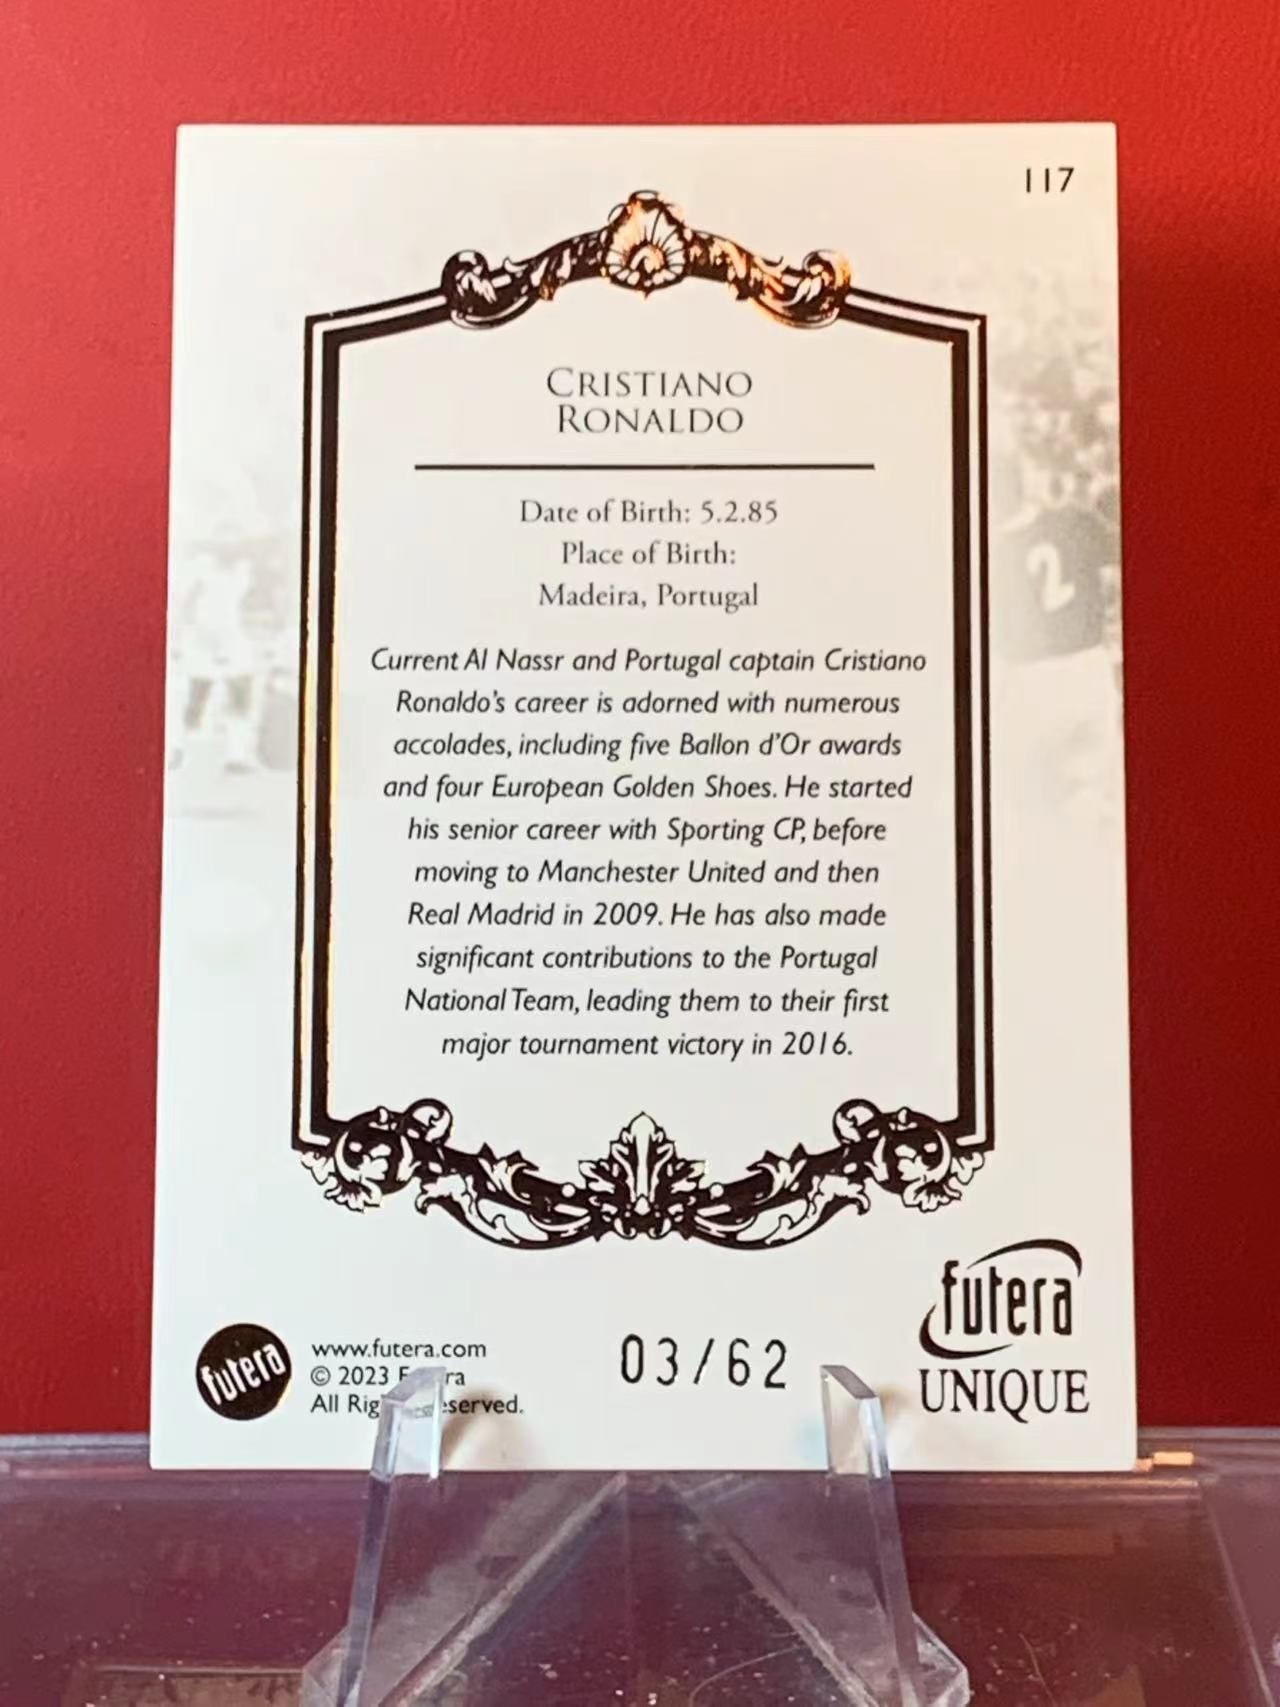 117
CRISTIANO
RONALDO
Date of Birth: 5.2.85
Place of Birth:
Madeira, Portugal
Current Al Nassr and Portugal captain Cristiano
Ronaldo's career is adorned with numerous
accolades, including five Ballon d'Or awards
and four European Golden Shoes. He started
his senior career with Sporting CP, before
moving to Manchester United and then
Real Madrid in 2009. He has also made
significant contributions to the Portugal
National Team, leading them to their first
major tournament victory in 2016.
2
futera
www.futera.com
© 2023
All
03/62
futera
UNIQUE